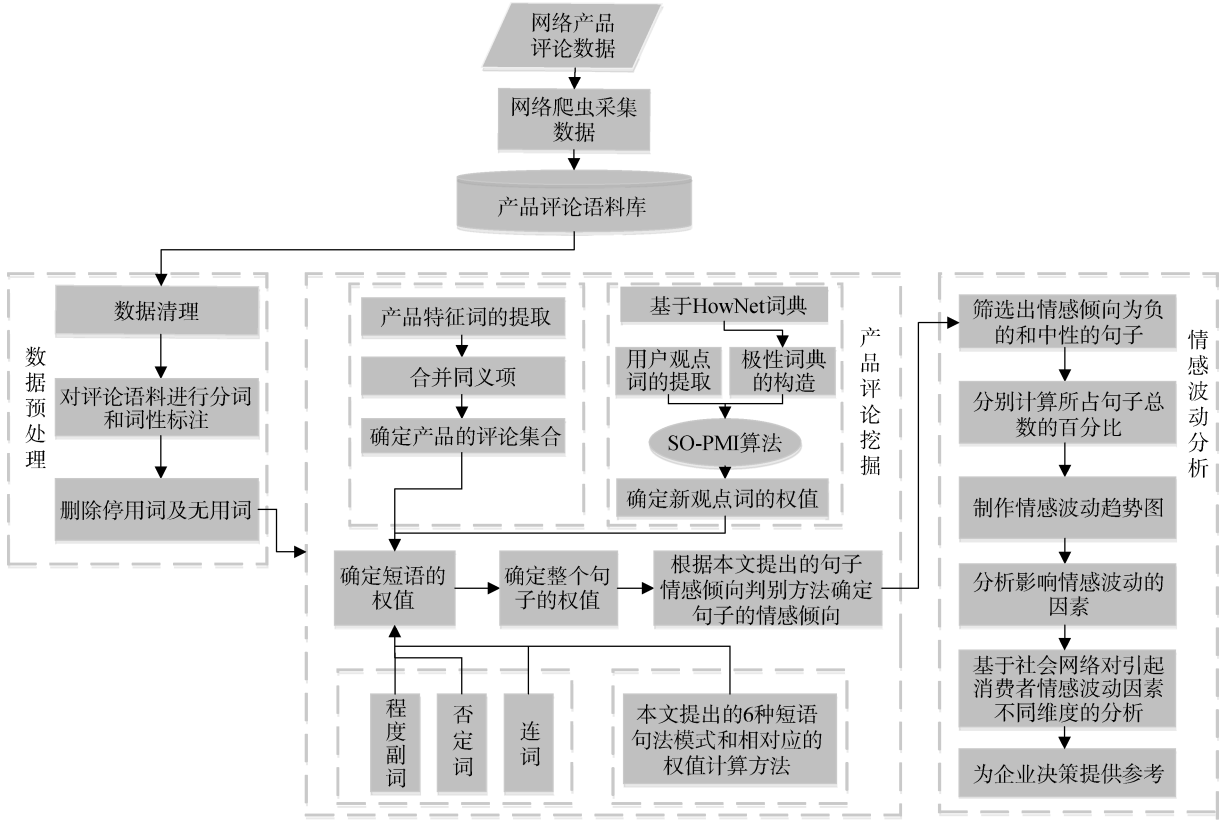 网络产品
评论数据
网络爬虫采集
数据
产品评论语料库
数据预处理
数据清理
对评论语料进行分词
和词性标注
删除停用词及无用词
产品特征词的提取
合并同义项
确定产品的评论集合
基于HowNet词典
用户观点
词的提取
极性词典
的构造
SO-PMI算法
确定新观点词的权值
产品评论挖掘
确定短语的
权值
确定整个句
子的权值
根据本文提出的句子
情感倾向判别方法确定
句子的情感倾向
程度副词
否定词
连词
本文提出的6种短语
句法模式和相对应的
权值计算方法
筛选出情感倾向为负
的和中性的句子
分别计算所占句子总
数的百分比
制作情感波动趋势图
分析影响情感波动的
因素
基于社会网络对引起
消费者情感波动因素
不同维度的分析
为企业决策提供参考
情感波动分析